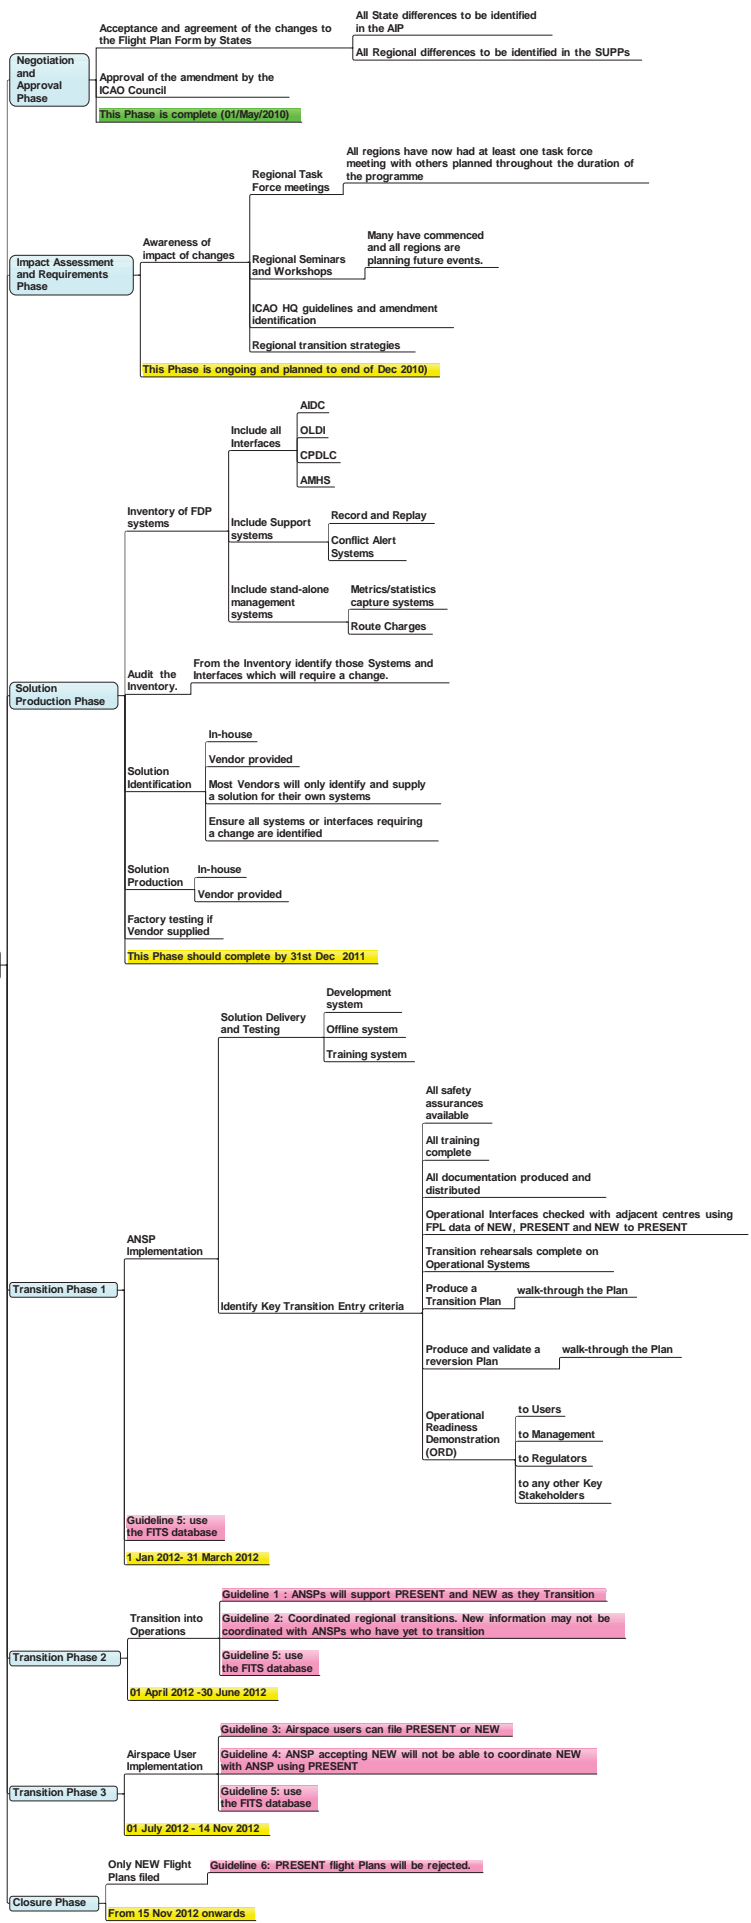 Negotiation
and
Approval
Phase
Acceptance and agreement of the changes to
the Flight Plan Form by States
All State differences to be identified
in the AIP
All Regional differences to be identified in the SUPPs
Approval of the amendment by the
ICAO Council
This Phase is complete (01/May/2010)
Impact Assessment
and Requirements
Phase
Awareness of
impact of changes
Regional Task
Force meetings
All regions have now had at least one task force
meeting with others planned throughout the duration of
the programme
Regional Seminars
and Workshops
Many have commenced
and all regions are
planning future events.
ICAO HQ guidelines and amendment
identification
Regional transition strategies
This Phase is ongoing and planned to end of Dec 2010)
Solution
Production Phase
Inventory of FDP
systems
Include all
Interfaces
AIDC
OLDI
CPDLC
AMHS
Include Support
systems
Record and Replay
Conflict Alert
Systems
Include stand-alone
management
systems
Metrics/statistics
capture systems
Route Charges
Audit the
Inventory.
From the Inventory identify those Systems and
Interfaces which will require a change.
Solution
Identification
In-house
Vendor provided
Most Vendors will only identify and supply
a solution for their own systems
Ensure all systems or interfaces requiring
a change are identified
Solution
Production
In-house
Vendor provided
Factory testing if
Vendor supplied
This Phase should complete by 31st Dec 2011
Transition Phase 1
ANSP
Implementation
Solution Delivery
and Testing
Development
system
Offline system
Training system
Identify Key Transition Entry criteria
All safety
assurances
available
All training
complete
All documentation produced and
distributed
Operational Interfaces checked with adjacent centres using
FPL data of NEW, PRESENT and NEW to PRESENT
Transition rehearsals complete on
Operational Systems
Produce a
Transition Plan
walk-through the Plan
Produce and validate a
reversion Plan
walk-through the Plan
Operational
Readiness
Demonstration
(ORD)
to Users
to Management
to Regulators
to any other Key
Stakeholders
Guideline 5: use
the FITS database
1 Jan 2012- 31 March 2012
Transition Phase 2
Transition into
Operations
Guideline 1 : ANSPs will support PRESENT and NEW as they Transition
Guideline 2: Coordinated regional transitions. New information may not be
coordinated with ANSPs who have yet to transition
Guideline 5: use
the FITS database
01 April 2012 -30 June 2012
Transition Phase 3
Airspace User
Implementation
Guideline 3: Airspace users can file PRESENT or NEW
Guideline 4: ANSP accepting NEW will not be able to coordinate NEW
with ANSP using PRESENT
Guideline 5: use
the FITS database
01 July 2012 - 14 Nov 2012
Closure Phase
Only NEW Flight
Plans filed
Guideline 6: PRESENT flight Plans will be rejected.
From 15 Nov 2012 onwards